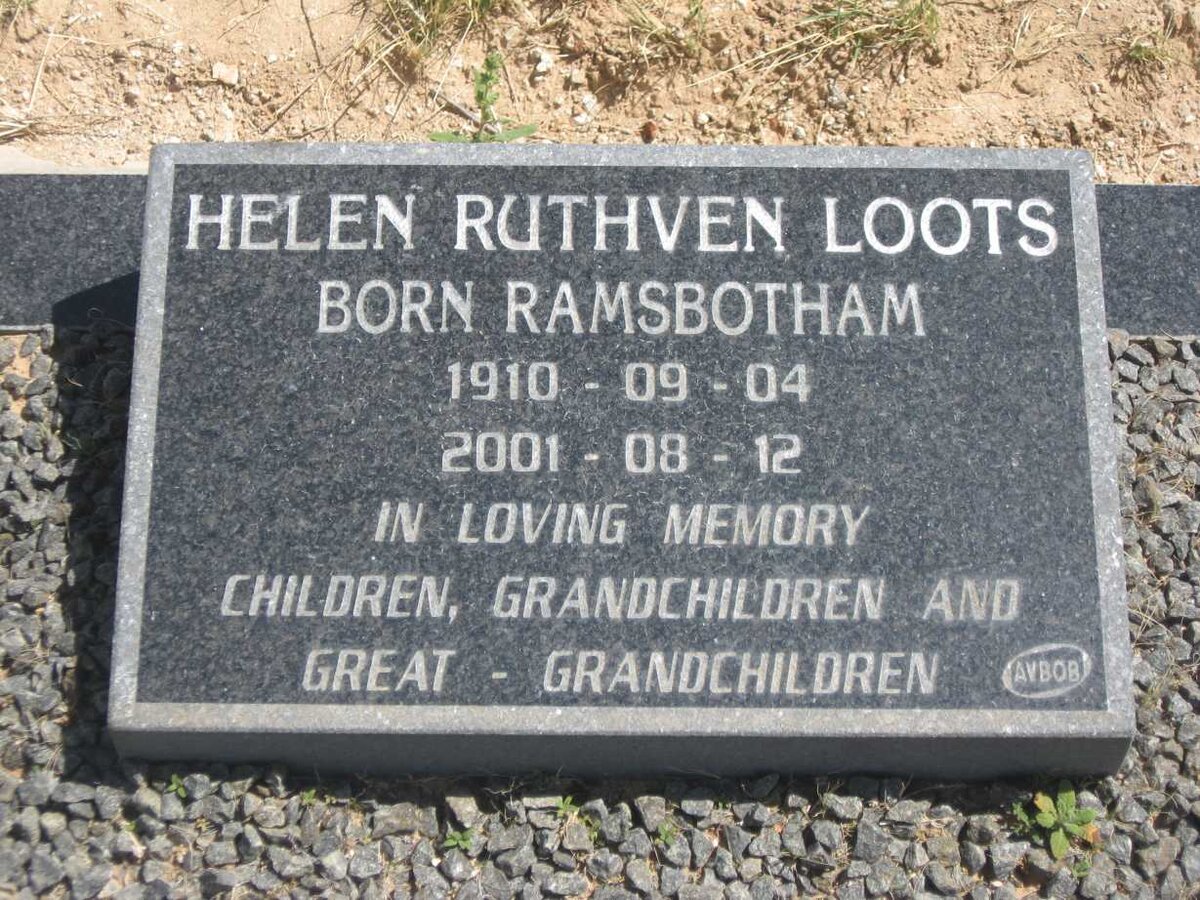 HELEN RUTHVEN LOOTS
BORN RAMSBOTHAM
1910 - 09 - 04
2001 - 08 - 12
IN LOVING MEMORY
CHILDREN, GRANDCHILDREN AND
GREAT - GRANDCHILDREN
AVBOB